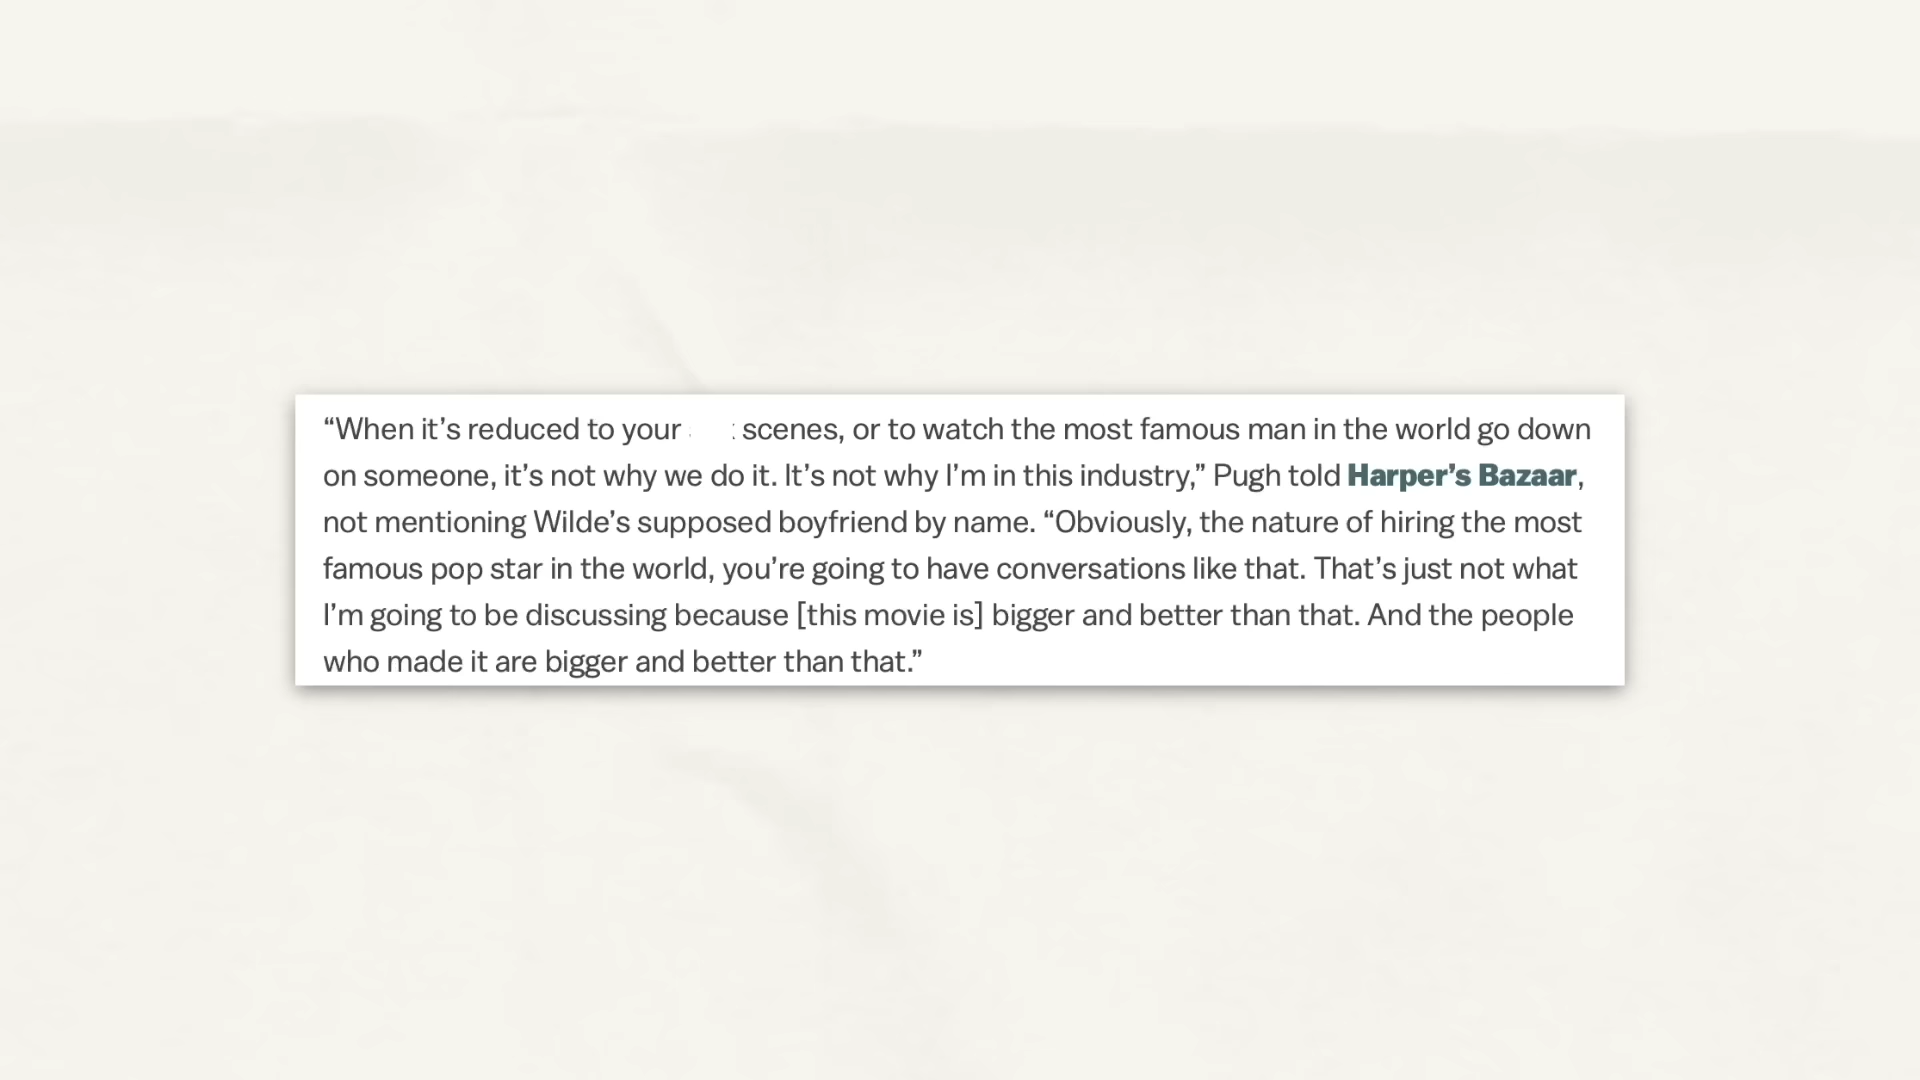 “When it’s reduced to your scenes, or to watch the most famous man in the world go down
on someone, it’s not why we do it. It’s not why I’m in this industry,” Pugh told Harper’s Bazaar,
not mentioning Wilde’s supposed boyfriend by name. “Obviously, the nature of hiring the most
famous pop star in the world, you’re going to have conversations like that. That’s just not what
I’m going to be discussing because [this movie is] bigger and better than that. And the people
who made it are bigger and better than that.”